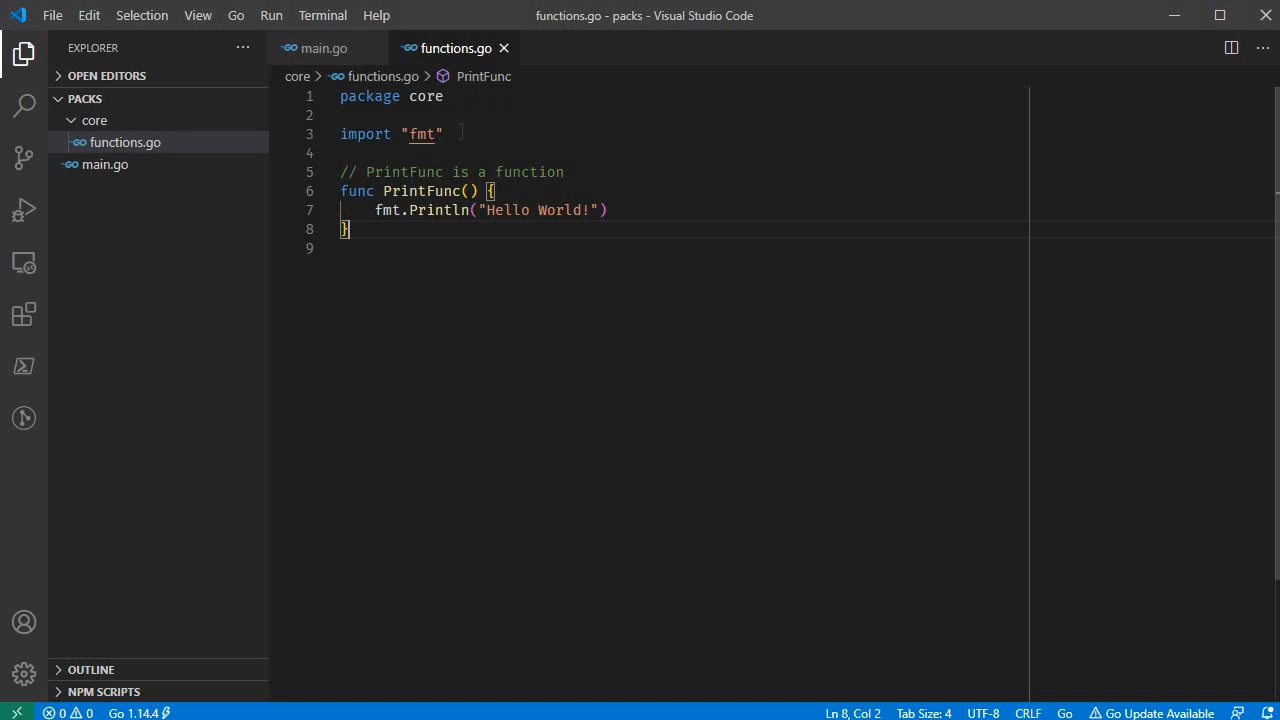 File Edit Selection View Go Run Terminal Help functions.go - packs - Visual Studio Code
EXPLORER
main.go functions.go
OPEN EDITORS
core functions.go PrintFunc
PACKS
core
functions.go
main.go
1 package core
2
3 import "fmt"
4
5 // PrintFunc is a function
6 func PrintFunc() {
7 fmt.Println("Hello World!")
8 }
9
OUTLINE
NPM SCRIPTS
0 0 Go 1.14.4 Ln 8, Col 2 Tab Size: 4 UTF-8 CRLF Go Go Update Available